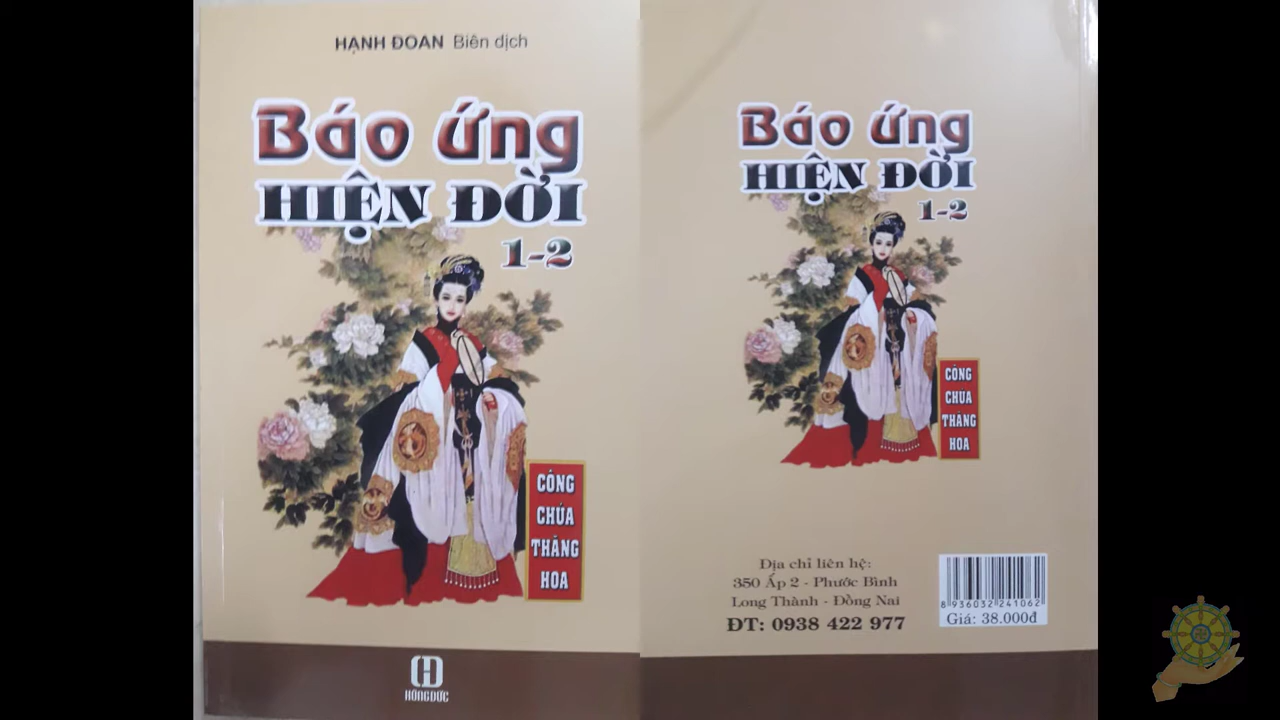 HẠNH ĐOAN Biên dịch
Báo ứng
HIỆN ĐỜI
1-2
CÔNG
CHÚA
THĂNG
HOA
HỒNG ĐỨC
Báo ứng
HIỆN ĐỜI
1-2
CÔNG
CHÚA
THĂNG
HOA
Địa chỉ liên hệ:
350 Ấp 2 - Phước Bình
Long Thành - Đồng Nai
ĐT: 0938 422 977
8 936032 241062
Giá: 38.000đ